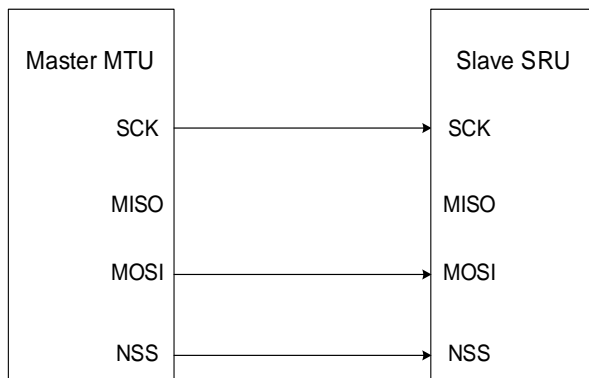 Master MTU
Slave SRU
SCK
SCK
MISO
MISO
MOSI
MOSI
NSS
NSS